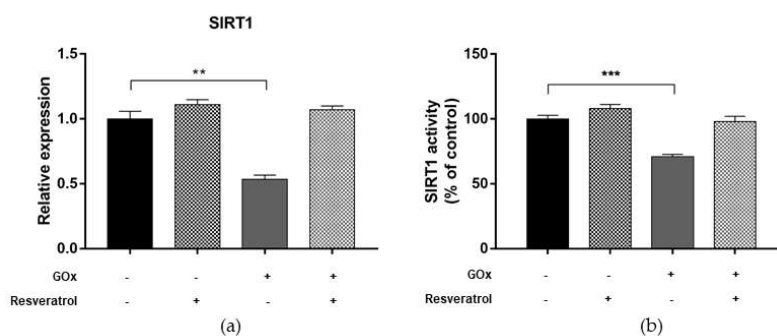 SIRT1
Relative expression
1.5
1.0
0.5
0.0
**
GOx - - + +
Resveratrol - + - +
(a)
SIRT1 activity
(% of control)
150
100
50
0
***
GOx - - + +
Resveratrol - + - +
(b)